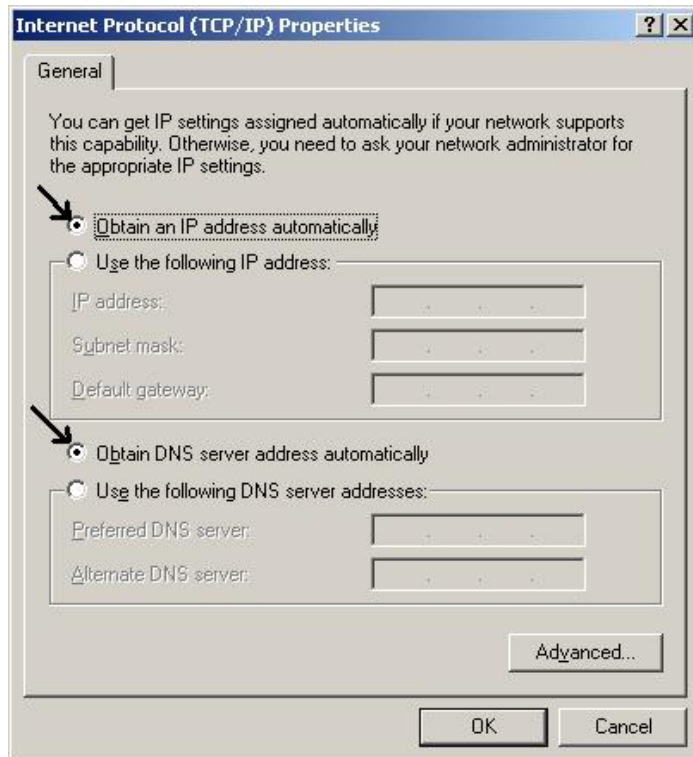 Internet Protocol (TCP/IP) Properties
General
You can get IP settings assigned automatically if your network supports
this capability. Otherwise, you need to ask your network administrator for
the appropriate IP settings.
Obtain an IP address automatically
Use the following IP address:
IP address:
Subnet mask:
Default gateway:
Obtain DNS server address automatically
Use the following DNS server addresses:
Preferred DNS server:
Alternate DNS server:
Advanced...
OK Cancel